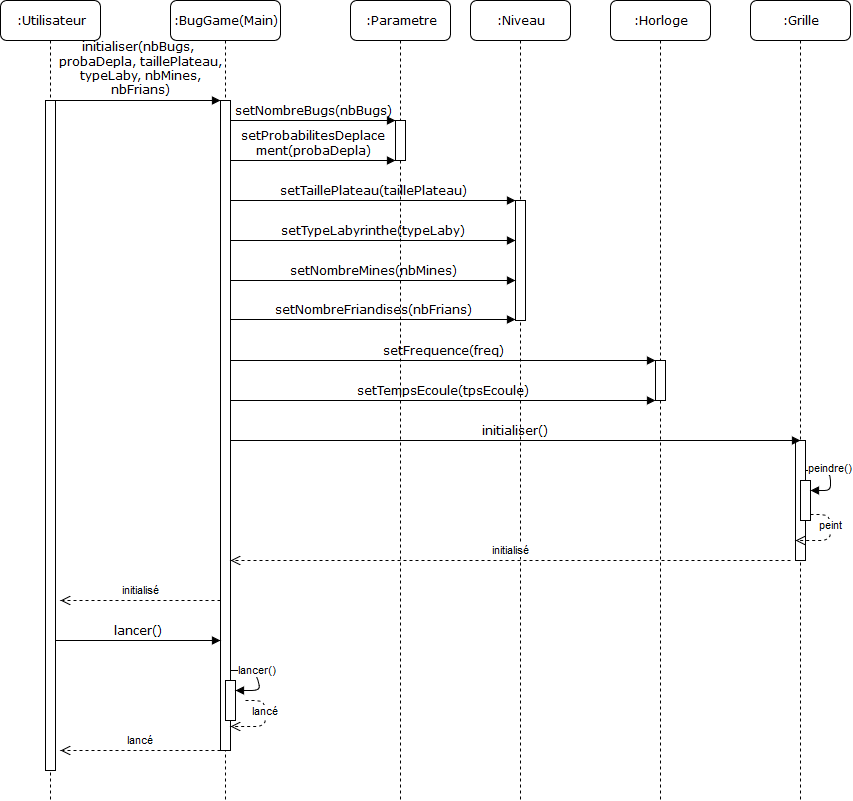 :Utilisateur
:BugGame(Main)
:Parametre
:Niveau
:Horloge
:Grille
initialiser(nbBugs,
probaDepla, taillePlateau,
typeLaby, nbMines,
nbFrians)
setNombreBugs(nbBugs)
setProbabilitesDeplace
ment(probaDepla)
setTaillePlateau(taillePlateau)
setTypeLabyrinthe(typeLaby)
setNombreMines(nbMines)
setNombreFriandises(nbFrians)
setFrequence(freq)
setTempsEcoule(tpsEcoule)
initialiser()
peindre()
peint
initialisé
initialisé
lancer()
lancer()
lancé
lancé